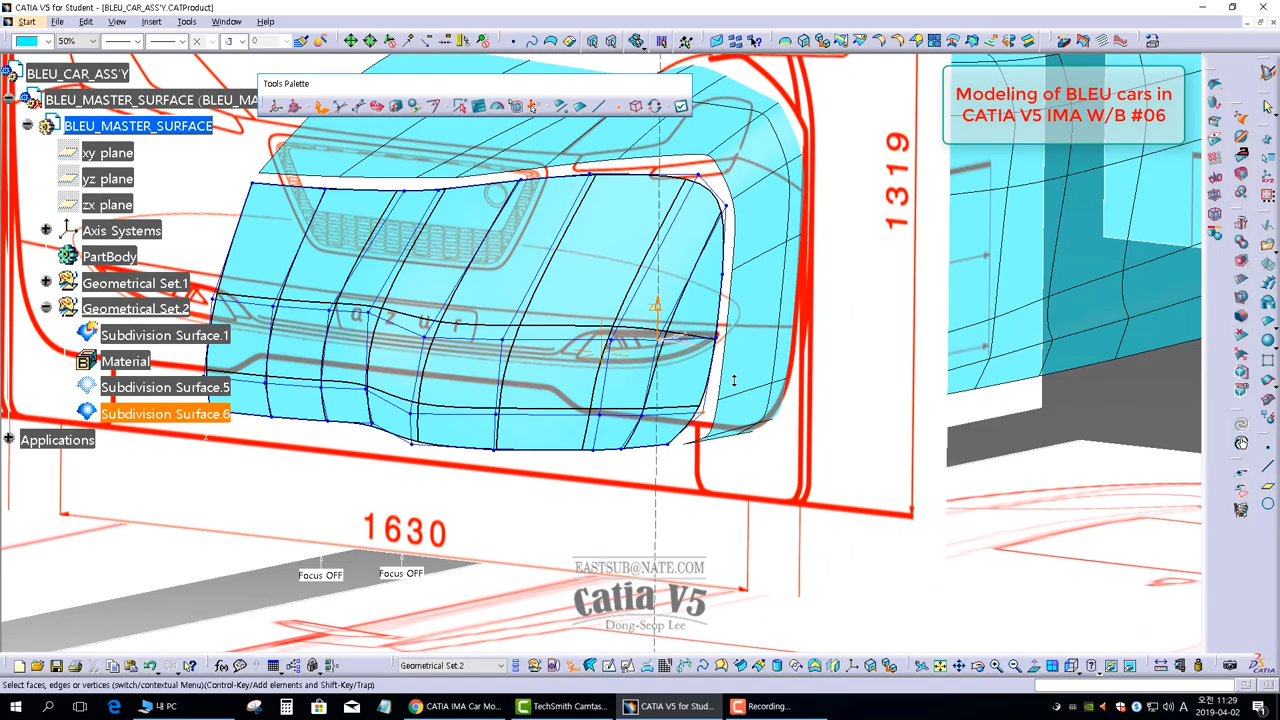 CATIA V5 for Student - [BLEU_CAR_ASS'Y.CATProduct]
Start Edit View Insert Tools Window Help
50%
3
0
BLEU_CAR_ASS'Y
BLEU_MASTER_SURFACE (BLEU_MA
BLEU_MASTER_SURFACE
xy plane
yz plane
zx plane
Axis Systems
PartBody
Geometrical Set.1
Geometrical Set.2
Subdivision Surface.1
Material
Subdivision Surface.5
Subdivision Surface.6
Applications
Tools Palette
Modeling of BLEU cars in
CATIA V5 IMA W/B #06
1319
azur
1630
Focus OFF
Focus OFF
EASTSUB@NATE.COM
Catia V5
Dong-Seop Lee
Geometrical Set.2
Select faces, edges or vertices (switch/contextual Menu)(Control-Key/Add elements and Shift-Key/Trap)
내 PC
CATIA IMA Car Mo...
TechSmith Camtas...
CATIA V5 for Stud...
Recording...
A
오전 11:29
2019-04-02